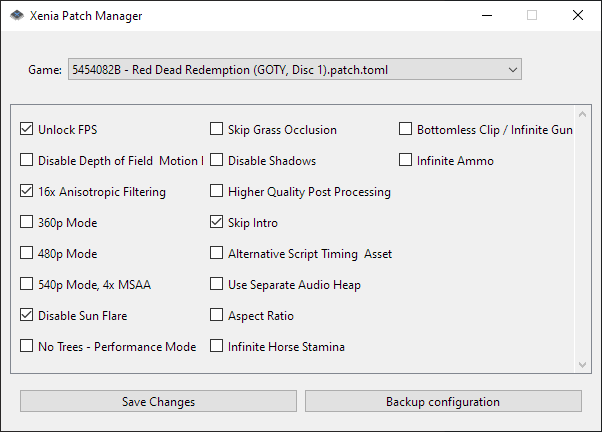 Xenia Patch Manager
Game: 5454082B - Red Dead Redemption (GOTY, Disc 1).patch.toml
Unlock FPS
Disable Depth of Field Motion
16x Anisotropic Filtering
360p Mode
480p Mode
540p Mode, 4x MSAA
Disable Sun Flare
No Trees - Performance Mode
Skip Grass Occlusion
Disable Shadows
Higher Quality Post Processing
Skip Intro
Alternative Script Timing Asset
Use Separate Audio Heap
Aspect Ratio
Infinite Horse Stamina
Bottomless Clip / Infinite Gun
Infinite Ammo
Save Changes
Backup configuration